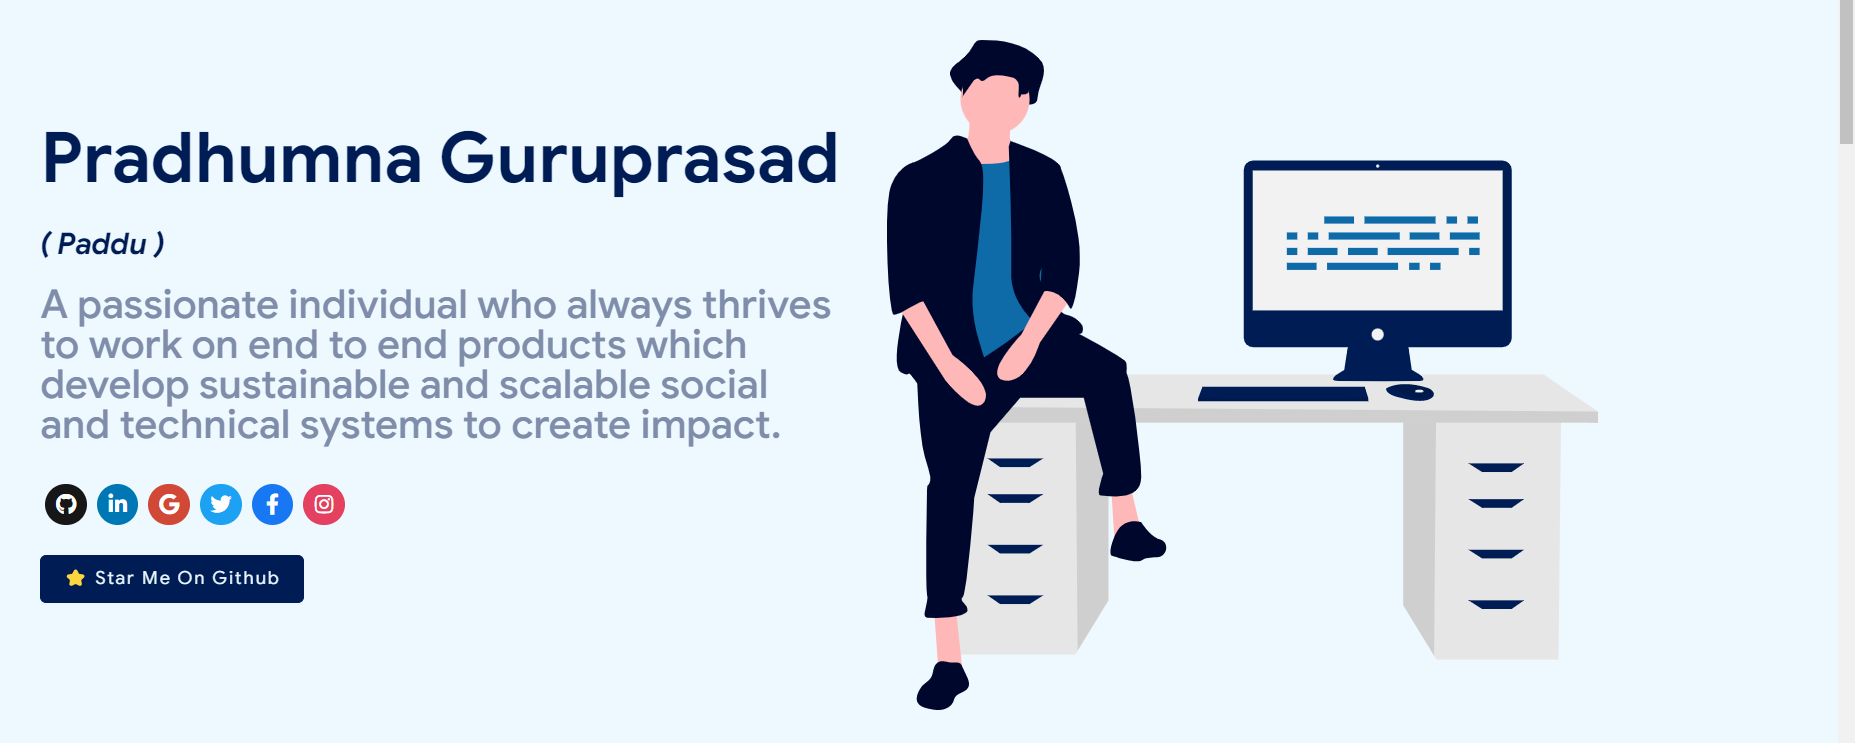 Pradhumna Guruprasad
( Paddu )
A passionate individual who always thrives
to work on end to end products which
develop sustainable and scalable social
and technical systems to create impact.
Star Me On Github